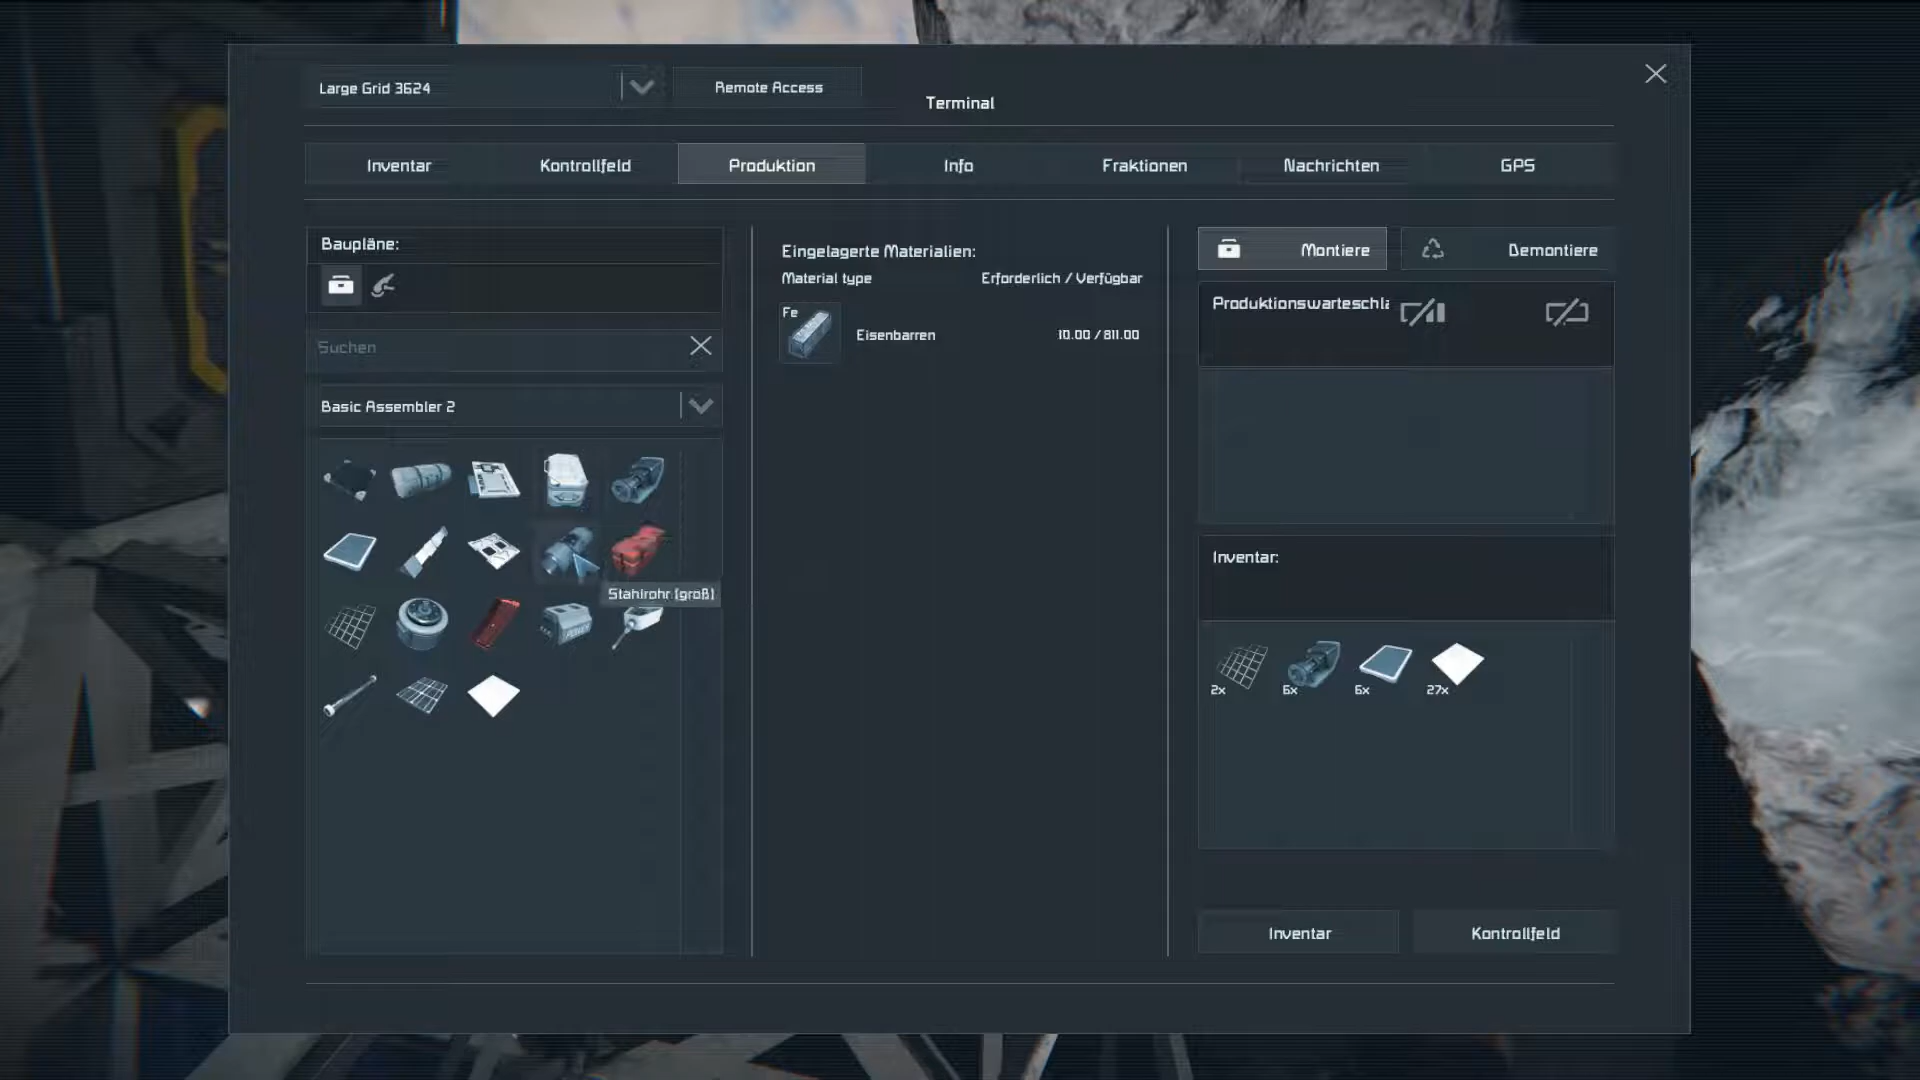 Large Grid 3624
Remote Access
Terminal
Inventar
Kontrollfeld
Produktion
Info
Fraktionen
Nachrichten
GPS
Baupläne:
Suchen
Basic Assembler 2
Stahlrohr (groß)
Eingelagerte Materialien:
Material type
Erforderlich / Verfügbar
Fe
Eisenbarren
10.00 / 811.00
Montiere
Demontiere
Produktionswarteschla
Inventar:
2x
6x
6x
27x
Inventar
Kontrollfeld